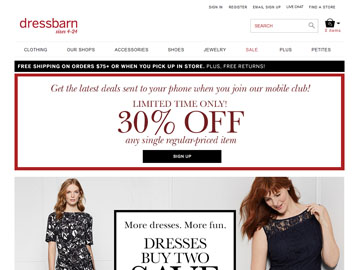 SIGN IN REGISTER EMAIL SIGN UP LIVE CHAT FIND A STORE
dressbarn
sizes 4-24
SEARCH
0 items
CLOTHING OUR SHOPS ACCESSORIES SHOES JEWELRY SALE PLUS PETITES
FREE SHIPPING ON ORDERS $75+ OR WHEN YOU PICK UP IN STORE. PLUS, FREE RETURNS!
Get the latest deals sent to your phone when you join our mobile club!
LIMITED TIME ONLY!
30% OFF
any single regular-priced item
SIGN UP
More dresses. More fun.
DRESSES
BUY TWO
SAVE